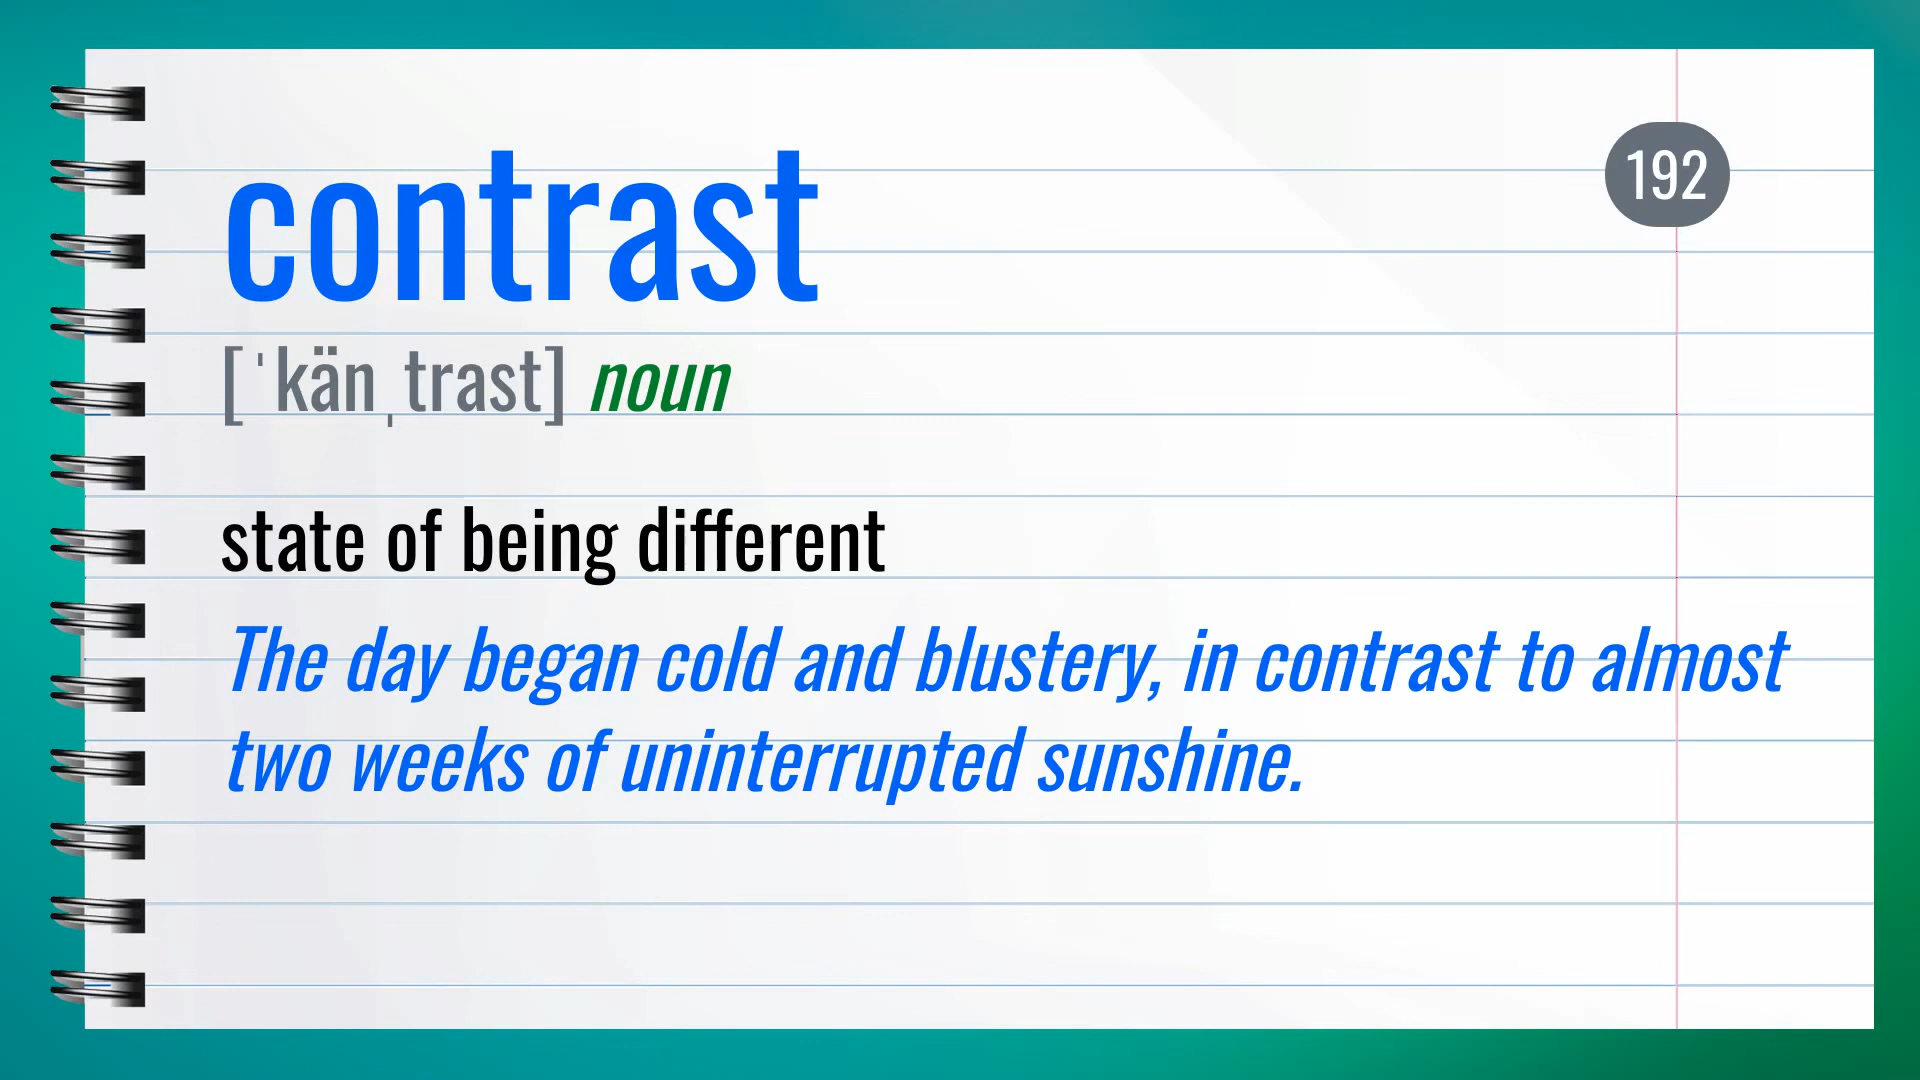 contrast
192
[ˈkänˌtrast] noun
state of being different
The day began cold and blustery, in contrast to almost
two weeks of uninterrupted sunshine.